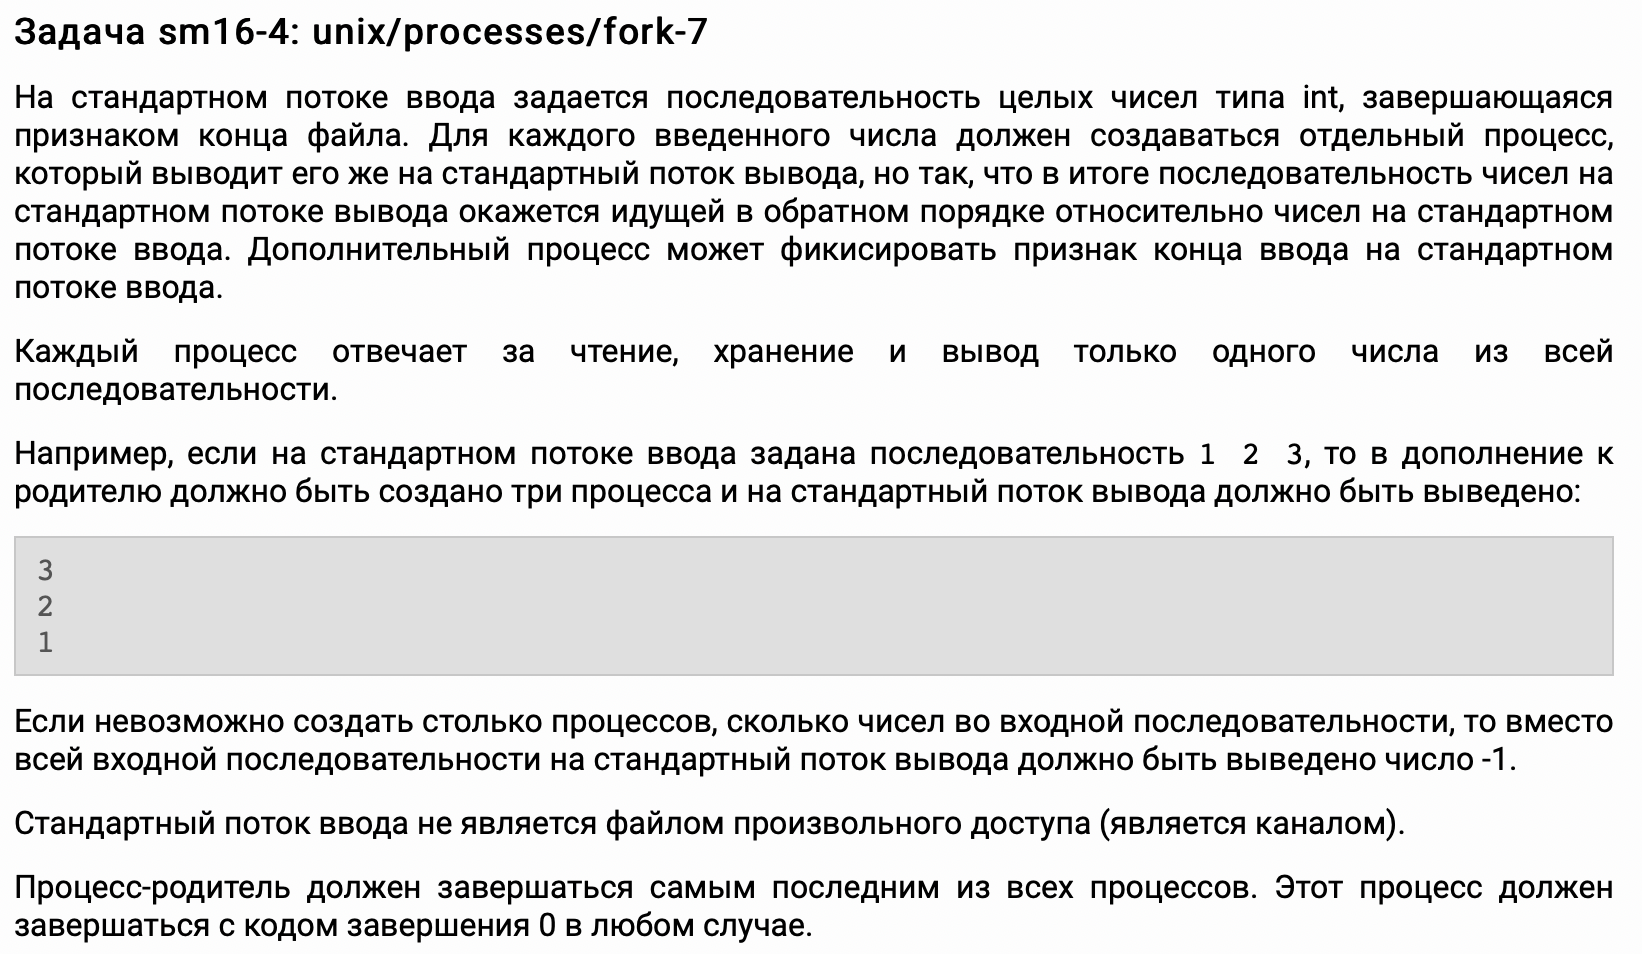 Задача sm16-4: unix/processes/fork-7
На стандартном потоке ввода задается последовательность целых чисел типа int, завершающаяся
признаком конца файла. Для каждого введенного числа должен создаваться отдельный процесс,
который выводит его же на стандартный поток вывода, но так, что в итоге последовательность чисел на
стандартном потоке вывода окажется идущей в обратном порядке относительно чисел на стандартном
потоке ввода. Дополнительный процесс может фикисировать признак конца ввода на стандартном
потоке ввода.
Каждый процесс отвечает за чтение, хранение и вывод только одного числа из всей
последовательности.
Например, если на стандартном потоке ввода задана последовательность 1 2 3, то в дополнение к
родителю должно быть создано три процесса и на стандартный поток вывода должно быть выведено:
3
2
1
Если невозможно создать столько процессов, сколько чисел во входной последовательности, то вместо
всей входной последовательности на стандартный поток вывода должно быть выведено число -1.
Стандартный поток ввода не является файлом произвольного доступа (является каналом).
Процесс-родитель должен завершаться самым последним из всех процессов. Этот процесс должен
завершаться с кодом завершения 0 в любом случае.